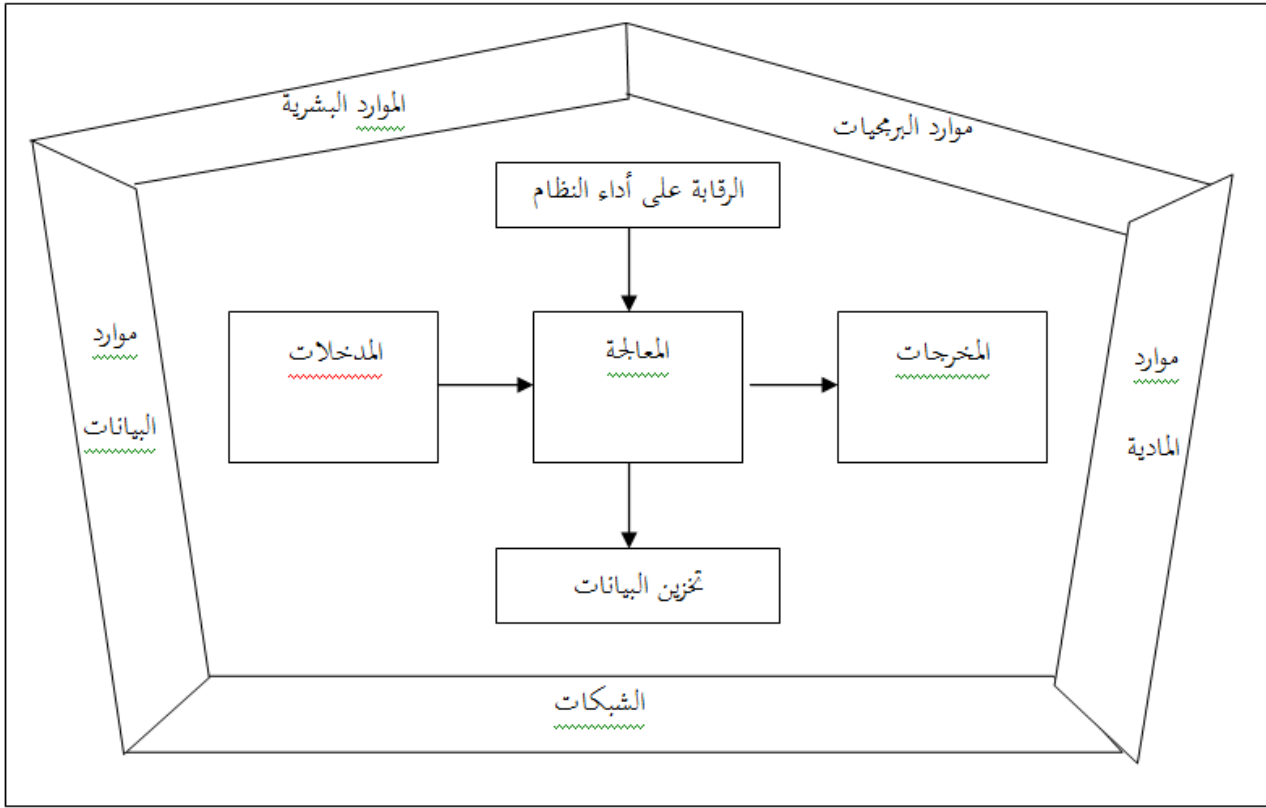 الموارد البشرية
موارد البرمجيات
الرقابة على أداء النظام
المدخلات
المعالجة
المخرجات
موارد
البيانات
موارد
المادية
تخزين البيانات
الشبكات